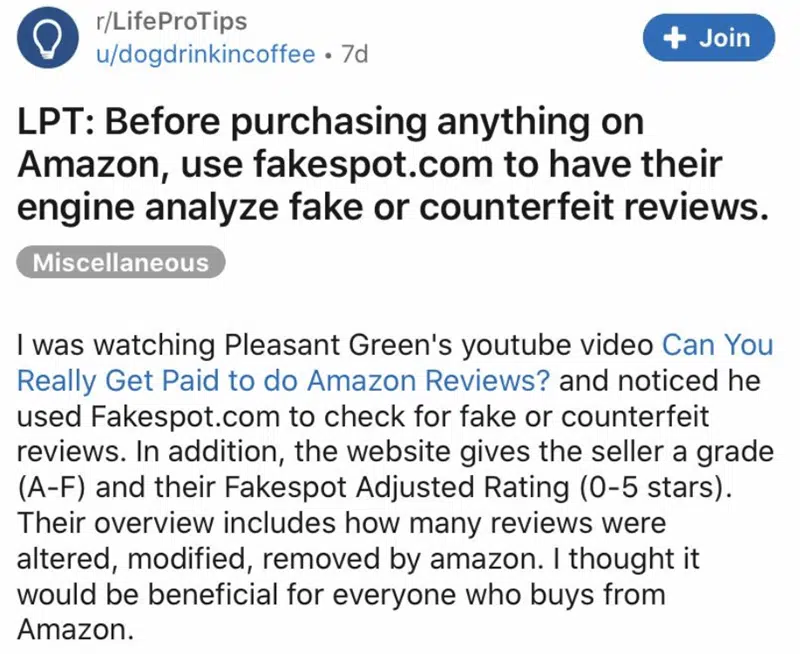 r/LifeProTips
u/dogdrinkincoffee • 7d
+ Join
LPT: Before purchasing anything on
Amazon, use fakespot.com to have their
engine analyze fake or counterfeit reviews.
Miscellaneous
I was watching Pleasant Green's youtube video Can You
Really Get Paid to do Amazon Reviews? and noticed he
used Fakespot.com to check for fake or counterfeit
reviews. In addition, the website gives the seller a grade
(A-F) and their Fakespot Adjusted Rating (0-5 stars).
Their overview includes how many reviews were
altered, modified, removed by amazon. I thought it
would be beneficial for everyone who buys from
Amazon.